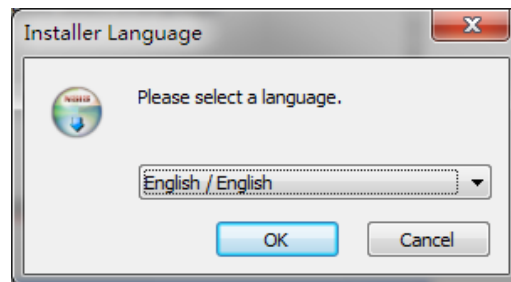 Installer Language
Please select a language.
English / English
OK
Cancel